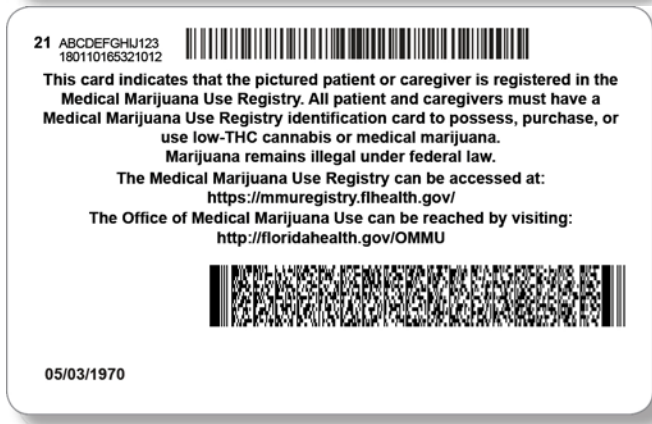 21 ABCDEFGHIJ123
180110165321012
This card indicates that the pictured patient or caregiver is registered in the
Medical Marijuana Use Registry. All patient and caregivers must have a
Medical Marijuana Use Registry identification card to possess, purchase, or
use low-THC cannabis or medical marijuana.
Marijuana remains illegal under federal law.
The Medical Marijuana Use Registry can be accessed at:
https://mmuregistry.flhealth.gov/
The Office of Medical Marijuana Use can be reached by visiting:
http://floridahealth.gov/OMMU
05/03/1970